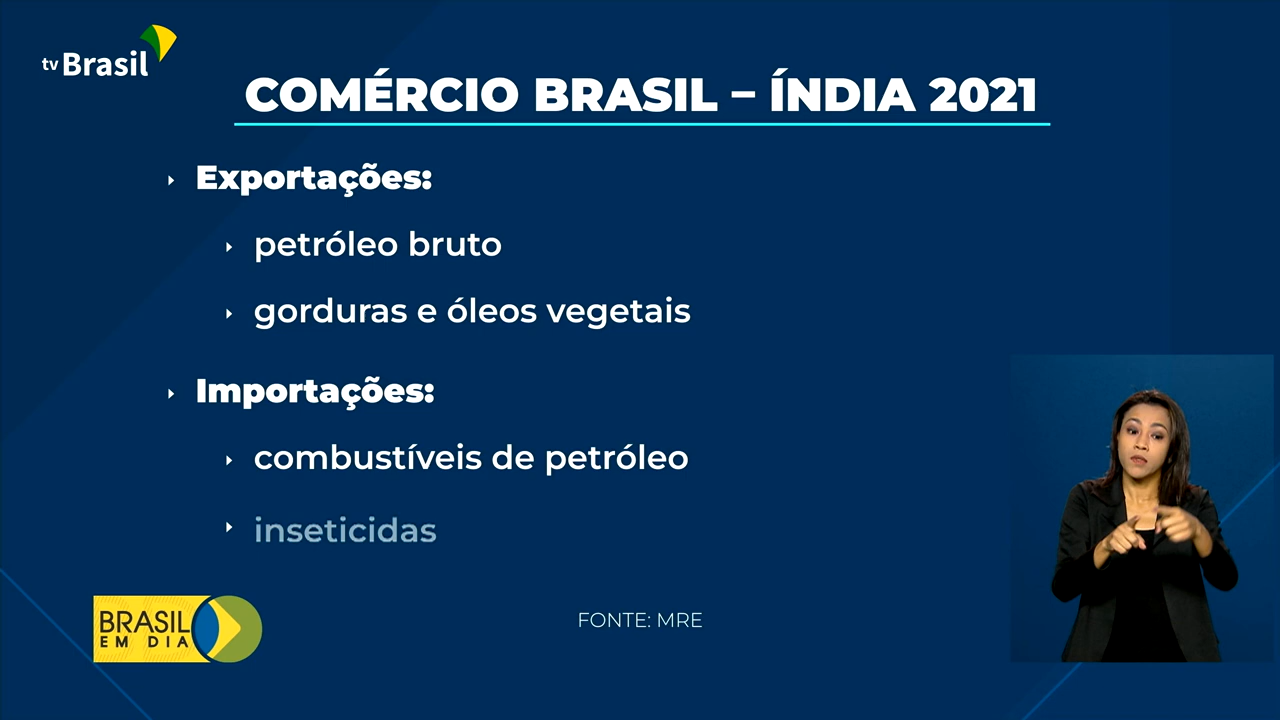 tv Brasil
COMÉRCIO BRASIL – ÍNDIA 2021
Exportações:
petróleo bruto
gorduras e óleos vegetais
Importações:
combustíveis de petróleo
inseticidas
BRASIL
EM DIA
FONTE: MRE